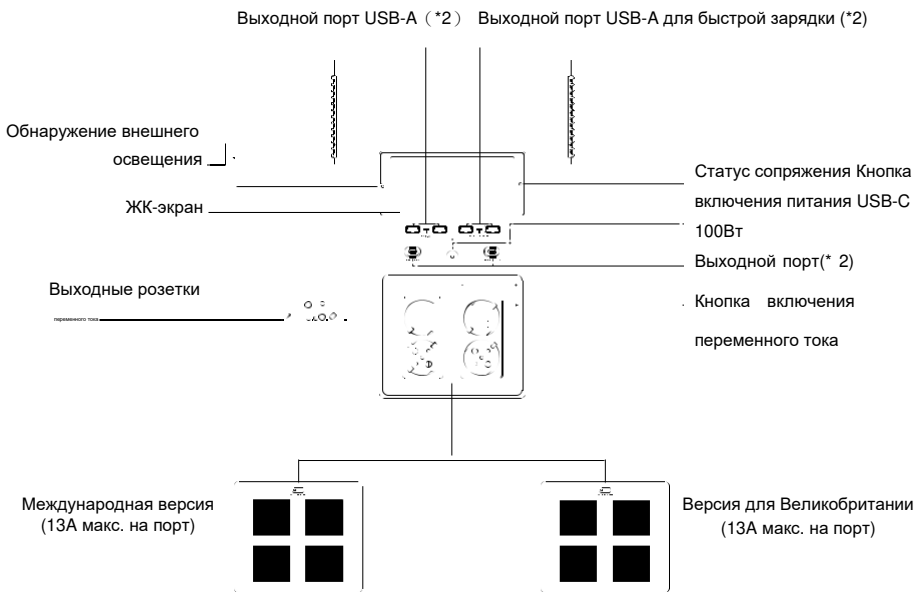 Выходной порт USB-A（*2） Выходной порт USB-A для быстрой зарядки (*2)
Обнаружение внешнего
освещения
ЖК-экран
Статус сопряжения Кнопка
включения питания USB-C
100Вт
Выходной порт(* 2)
Выходные розетки
переменного тока
Кнопка включения
переменного тока
Международная версия
(13А макс. на порт)
Версия для Великобритании
(13А макс. на порт)